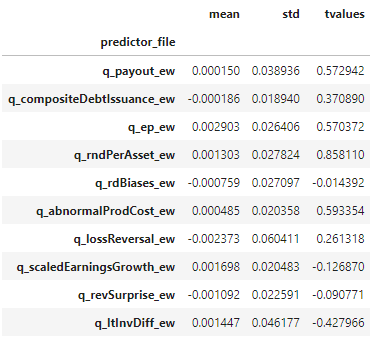 mean std tvalues
predictor_file
q_payout_ew 0.000150 0.038936 0.572942
q_compositeDebtIssuance_ew -0.000186 0.018940 0.370890
q_ep_ew 0.002903 0.026406 0.570372
q_rndPerAsset_ew 0.001303 0.027824 0.858110
q_rdBiases_ew -0.000759 0.027097 -0.014392
q_abnormalProdCost_ew 0.000485 0.020358 0.593354
q_lossReversal_ew -0.002373 0.060411 0.261318
q_scaledEarningsGrowth_ew 0.001698 0.020483 -0.126870
q_revSurprise_ew -0.001092 0.022591 -0.090771
q_ltInvDiff_ew 0.001447 0.046177 -0.427966